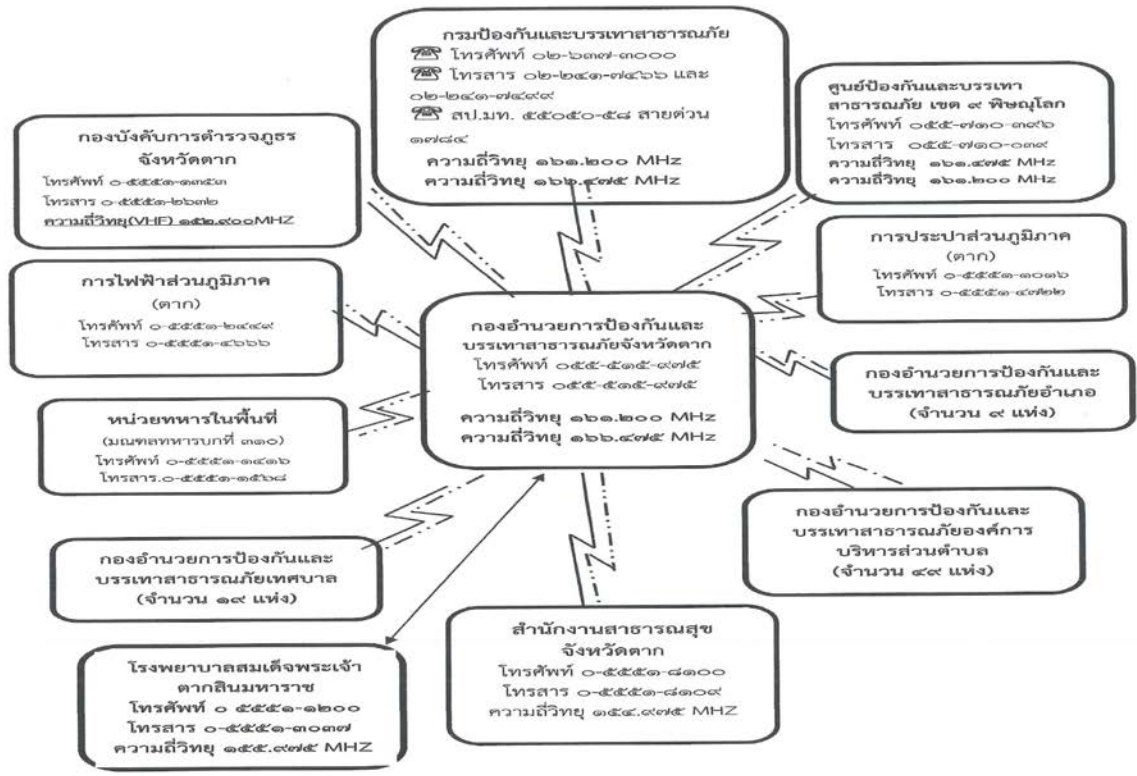 กรมป้องกันและบรรเทาสาธารณภัย
โทรศัพท์ ๐๒-๖๓๗-๓๐๐๐
โทรสาร ๐๒-๒๔๑-๗๔๖๖ และ
๐๒-๒๔๑-๗๔๙๙
สป.มท. ๕๕๐๕๐-๕๘ สายด่วน
๑๗๘๔
ความถี่วิทยุ ๑๖๑.๒๐๐ MHz
ความถี่วิทยุ ๑๖๖.๔๗๕ MHz
ศูนย์ป้องกันและบรรเทา
สาธารณภัย เขต ๙ พิษณุโลก
โทรศัพท์ ๐๕๕-๗๑๐-๓๙๖
โทรสาร ๐๕๕-๗๑๐-๐๓๙
ความถี่วิทยุ ๑๖๑.๔๗๕ MHz
ความถี่วิทยุ ๑๖๑.๒๐๐ MHz
กองบังคับการตำรวจภูธร
จังหวัดตาก
โทรศัพท์ ๐-๕๕๕๑-๑๓๕๓
โทรสาร ๐-๕๕๕๑-๒๖๓๒
ความถี่วิทยุ(VHF) ๑๕๒.๙๐๐MHZ
การประปาส่วนภูมิภาค
(ตาก)
โทรศัพท์ ๐-๕๕๕๑-๑๐๓๖
โทรสาร ๐-๕๕๕๑-๔๗๒๒
การไฟฟ้าส่วนภูมิภาค
(ตาก)
โทรศัพท์ ๐-๕๕๕๑-๒๔๔๙
โทรสาร ๐-๕๕๕๑-๔๖๖๖
กองอำนวยการป้องกันและ
บรรเทาสาธารณภัยจังหวัดตาก
โทรศัพท์ ๐๕๕-๕๑๕-๙๗๕
โทรสาร ๐๕๕-๕๑๕-๙๗๕
ความถี่วิทยุ ๑๖๑.๒๐๐ MHz
ความถี่วิทยุ ๑๖๖.๔๗๕ MHz
กองอำนวยการป้องกันและ
บรรเทาสาธารณภัยอำเภอ
(จำนวน ๙ แห่ง)
หน่วยทหารในพื้นที่
(มณฑลทหารบกที่ ๓๑๐)
โทรศัพท์ ๐-๕๕๕๑-๑๔๑๖
โทรสาร.๐-๕๕๕๑-๑๕๖๘
กองอำนวยการป้องกันและ
บรรเทาสาธารณภัยองค์การ
บริหารส่วนตำบล
(จำนวน ๔๙ แห่ง)
กองอำนวยการป้องกันและ
บรรเทาสาธารณภัยเทศบาล
(จำนวน ๑๙ แห่ง)
สำนักงานสาธารณสุข
จังหวัดตาก
โทรศัพท์ ๐-๕๕๕๑-๘๑๐๐
โทรสาร ๐-๕๕๕๑-๘๑๐๙
ความถี่วิทยุ ๑๕๔.๙๗๕ MHZ
โรงพยาบาลสมเด็จพระเจ้า
ตากสินมหาราช
โทรศัพท์ ๐ ๕๕๕๑-๑๒๐๐
โทรสาร ๐-๕๕๕๑-๓๐๓๗
ความถี่วิทยุ ๑๕๕.๙๗๕ MHZ